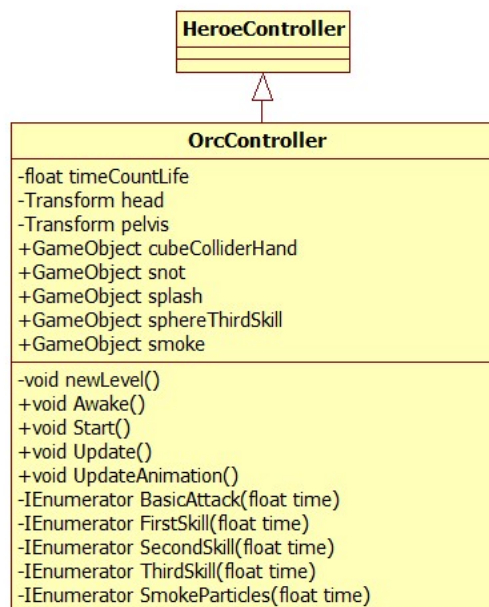 HeroeController
OrcController
-float timeCountLife
-Transform head
-Transform pelvis
+GameObject cubeColliderHand
+GameObject snot
+GameObject splash
+GameObject sphereThirdSkill
+GameObject smoke
-void newLevel()
+void Awake()
+void Start()
+void Update()
+void UpdateAnimation()
-IEnumerator BasicAttack(float time)
-IEnumerator FirstSkill(float time)
-IEnumerator SecondSkill(float time)
-IEnumerator ThirdSkill(float time)
-IEnumerator SmokeParticles(float time)